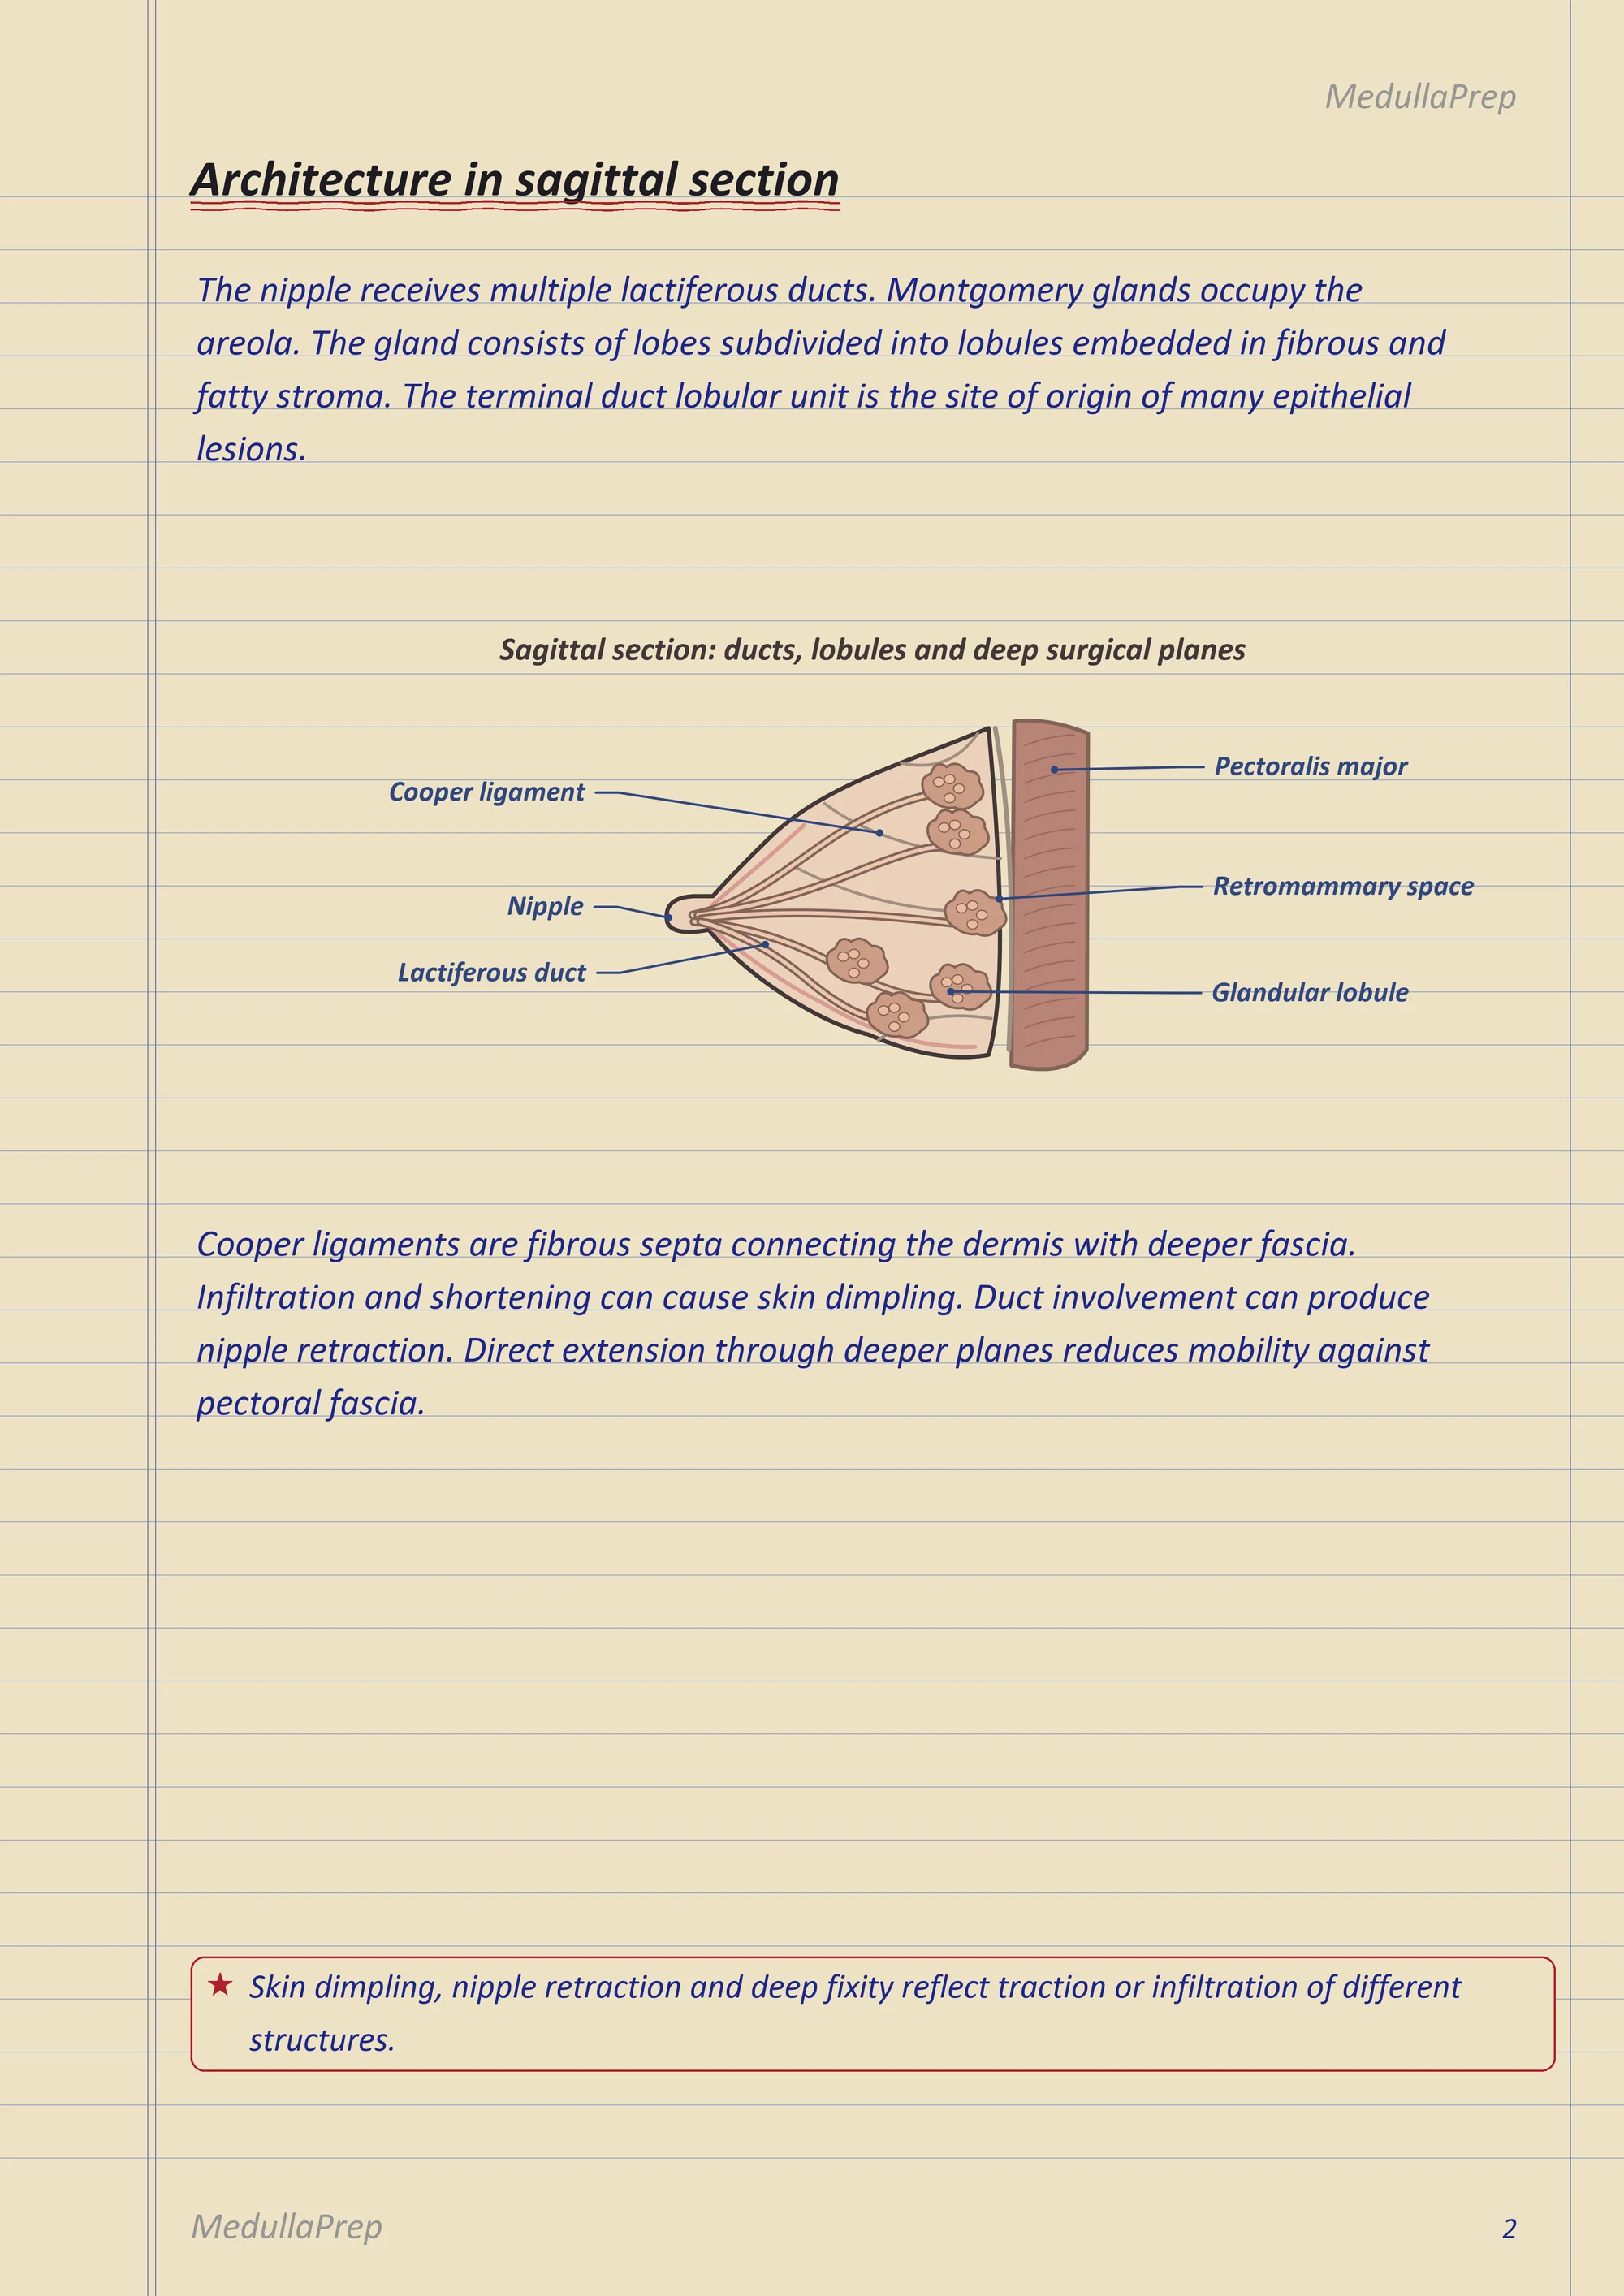 MedullaPrep
Architecture in sagittal section
The nipple receives multiple lactiferous ducts. Montgomery glands occupy the
areola. The gland consists of lobes subdivided into lobules embedded in fibrous and
fatty stroma. The terminal duct lobular unit is the site of origin of many epithelial
lesions.
Sagittal section: ducts, lobules and deep surgical planes
Pectoralis major
Cooper ligament
Retromammary space
Nipple
Lactiferous duct
Glandular lobule
Cooper ligaments are fibrous septa connecting the dermis with deeper fascia.
Infiltration and shortening can cause skin dimpling. Duct involvement can produce
nipple retraction. Direct extension through deeper planes reduces mobility against
pectoral fascia.
★ Skin dimpling, nipple retraction and deep fixity reflect traction or infiltration of different
structures.
MedullaPrep
2